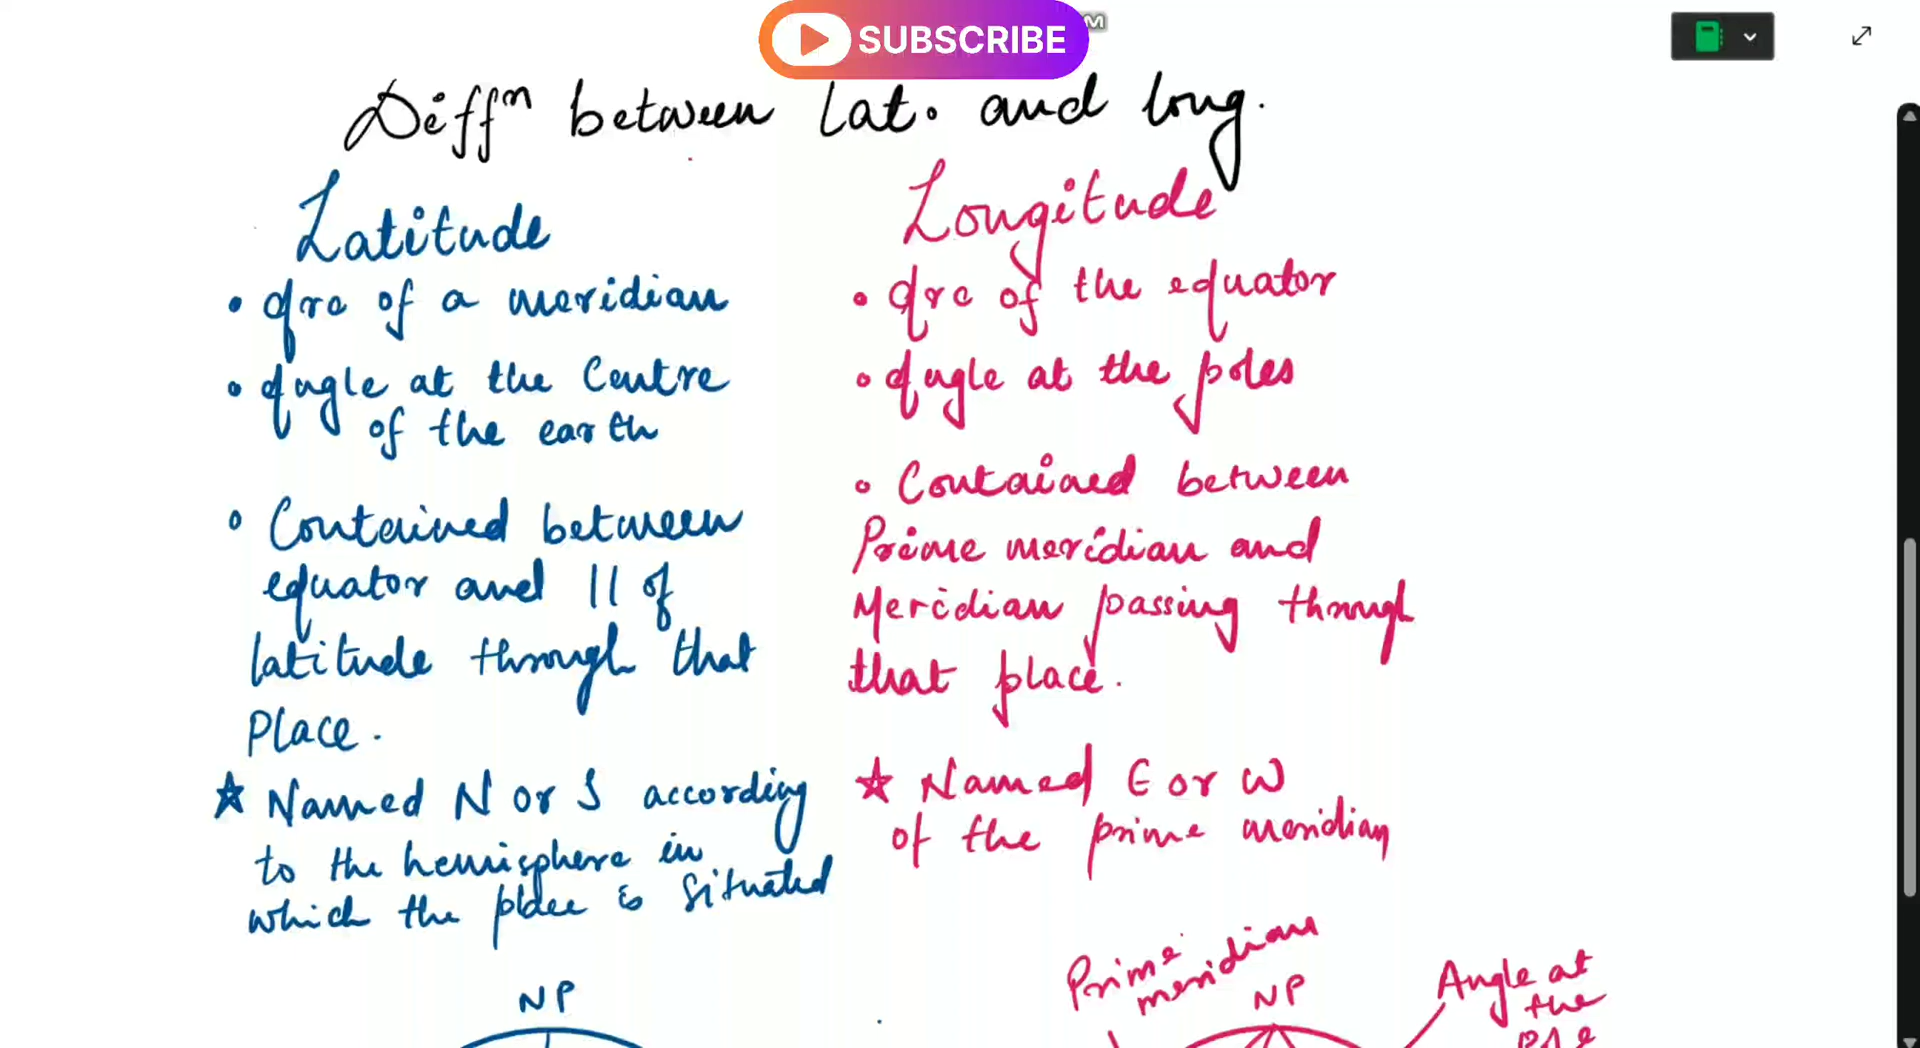 SUBSCRIBE
M
Diffn between lat. and long.
Latitude
• arc of a meridian
• angle at the Centre
of the earth
• Contained between
equator and || of
latitude through that
Place.
☆ Named N or S according
to the hemisphere in
which the place is situated
NP
Longitude
• arc of the equator
• angle at the poles
• Contained between
Prime meridian and
Meridian passing through
that place.
☆ Named E or W
of the prime meridian
Prime
meridian
NP
Angle at
the